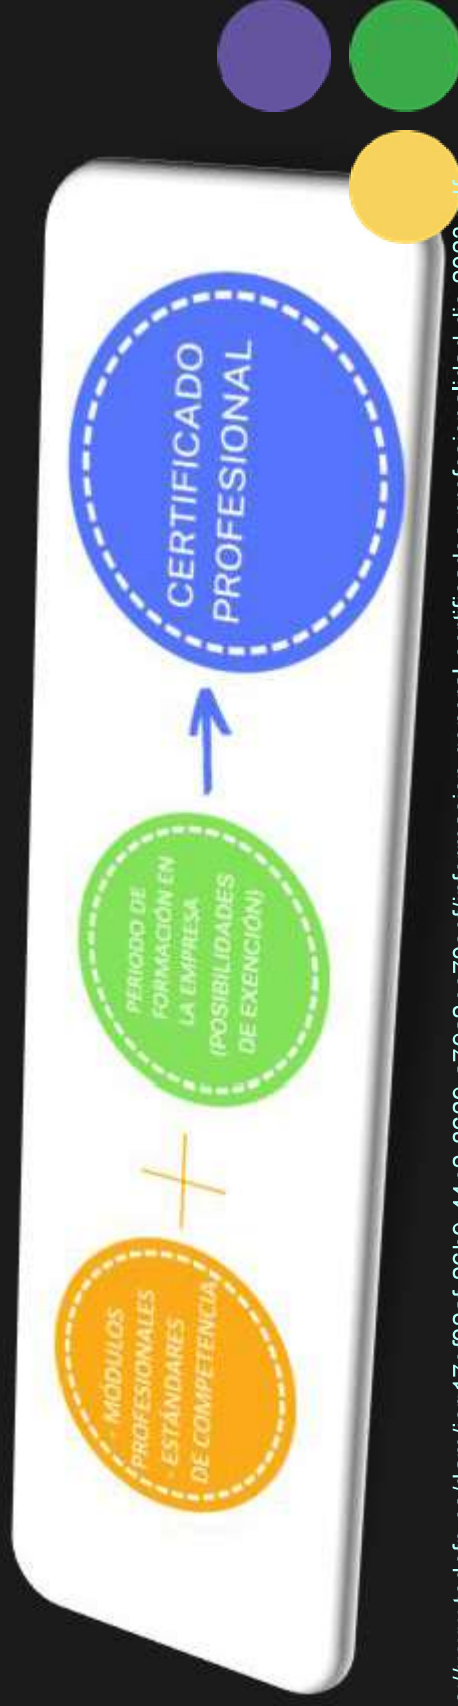 - MÓDULOS
PROFESIONALES
- ESTÁNDARES
DE COMPETENCIA
PERIODO DE
FORMACIÓN EN
LA EMPRESA
(POSIBILIDADES
DE EXENCIÓN)
CERTIFICADO
PROFESIONAL